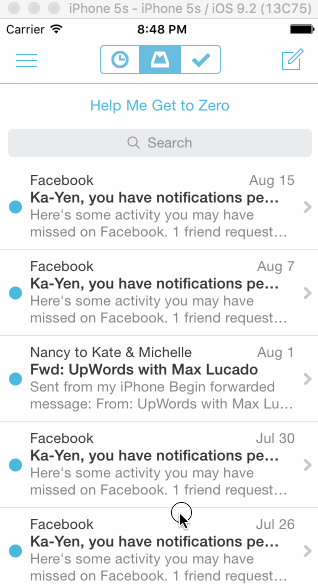 iPhone 5s - iPhone 5s / iOS 9.2 (13C75)
Carrier 8:48 PM
Help Me Get to Zero
Search
Facebook Aug 15
Ka-Yen, you have notifications pe...
Here's some activity you may have
missed on Facebook. 1 friend request...
Facebook Aug 7
Ka-Yen, you have notifications pe...
Here's some activity you may have
missed on Facebook. 1 friend request...
Nancy to Kate & Michelle Aug 1
Fwd: UpWords with Max Lucado
Sent from my iPhone Begin forwarded
message: From: UpWords with Max Lu...
Facebook Jul 30
Ka-Yen, you have notifications pe...
Here's some activity you may have
missed on Facebook. 1 friend request...
Facebook Jul 26
Ka-Yen, you have notifications pe...
Here's some activity you may have
missed on Facebook. 1 friend request...